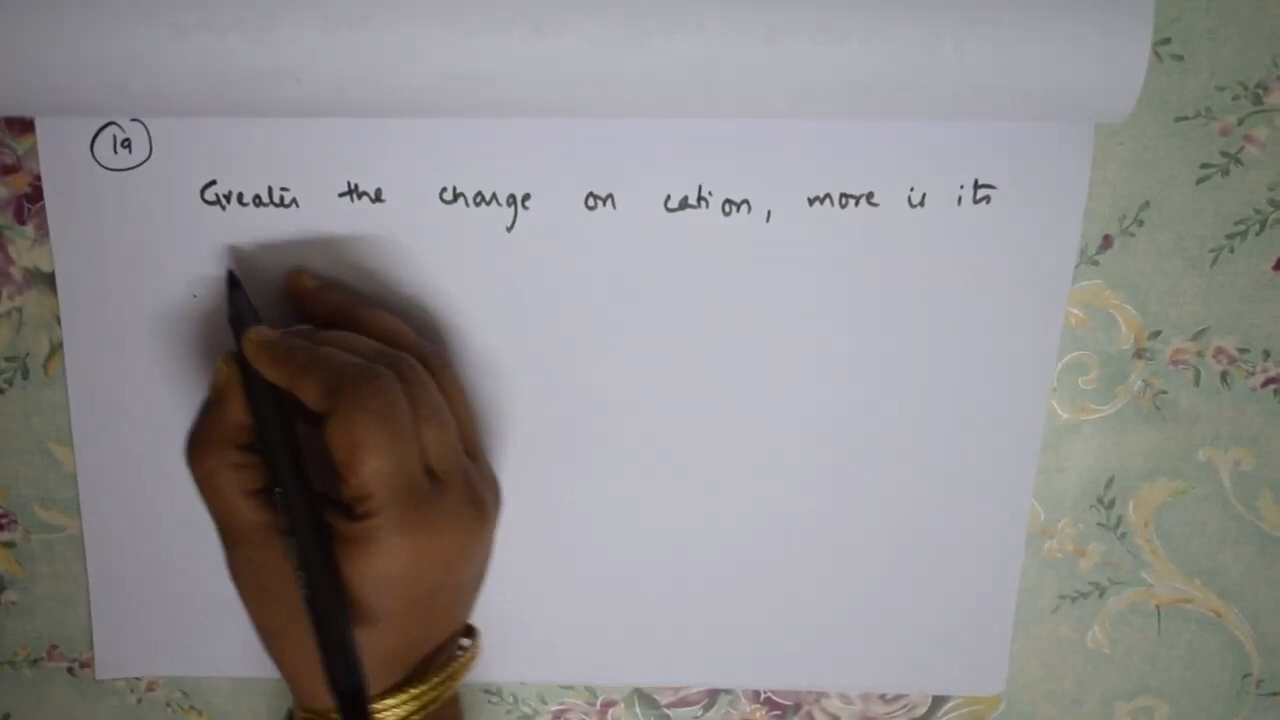 19
Greater the charge on cation, more is its